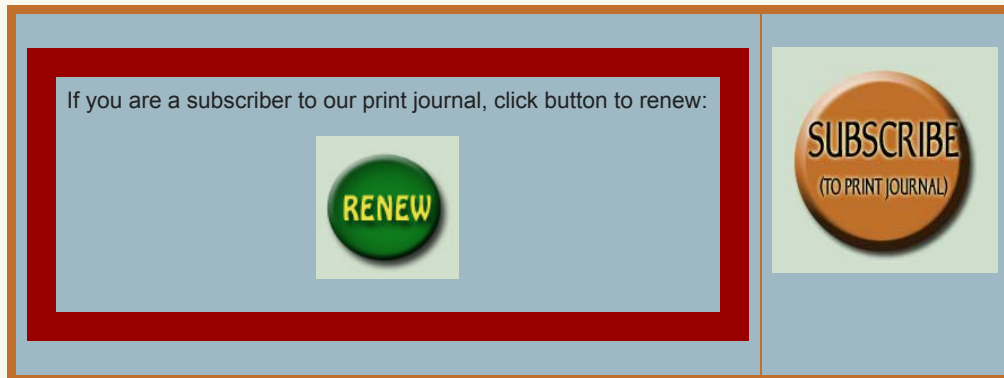 If you are a subscriber to our print journal, click button to renew:
RENEW
SUBSCRIBE
(TO PRINT JOURNAL)